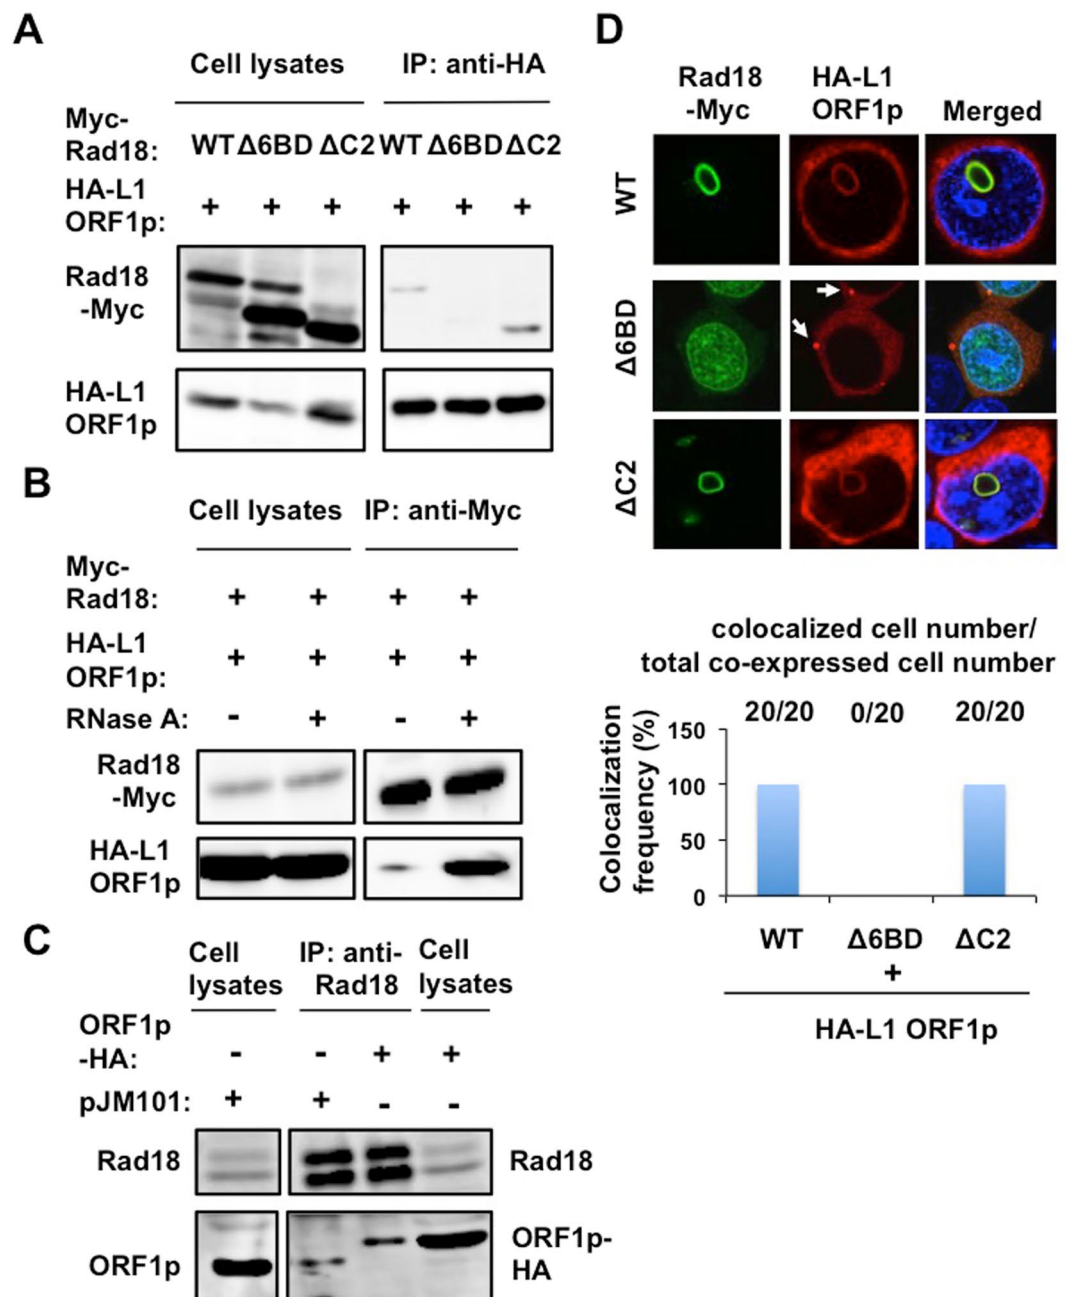 A
Cell lysates IP: anti-HA
Myc-
Rad18: WT Δ6BD ΔC2 WT Δ6BD ΔC2
HA-L1
ORF1p: + + + + + +
Rad18
-Myc
HA-L1
ORF1p
B
Cell lysates IP: anti-Myc
Myc-
Rad18: + + + +
HA-L1
ORF1p: + + + +
RNase A: - + - +
Rad18
-Myc
HA-L1
ORF1p
C
Cell
lysates
IP: anti-
Rad18
Cell
lysates
ORF1p
-HA: - - + +
pJM101: + + - -
Rad18 Rad18
ORF1p
ORF1p-
HA
D
Rad18
-Myc
HA-L1
ORF1p
Merged
WT
Δ6BD
ΔC2
colocalized cell number/
total co-expressed cell number
20/20 0/20 20/20
Colocalization
frequency (%)
150
100
50
0
WT Δ6BD ΔC2
+
HA-L1 ORF1p